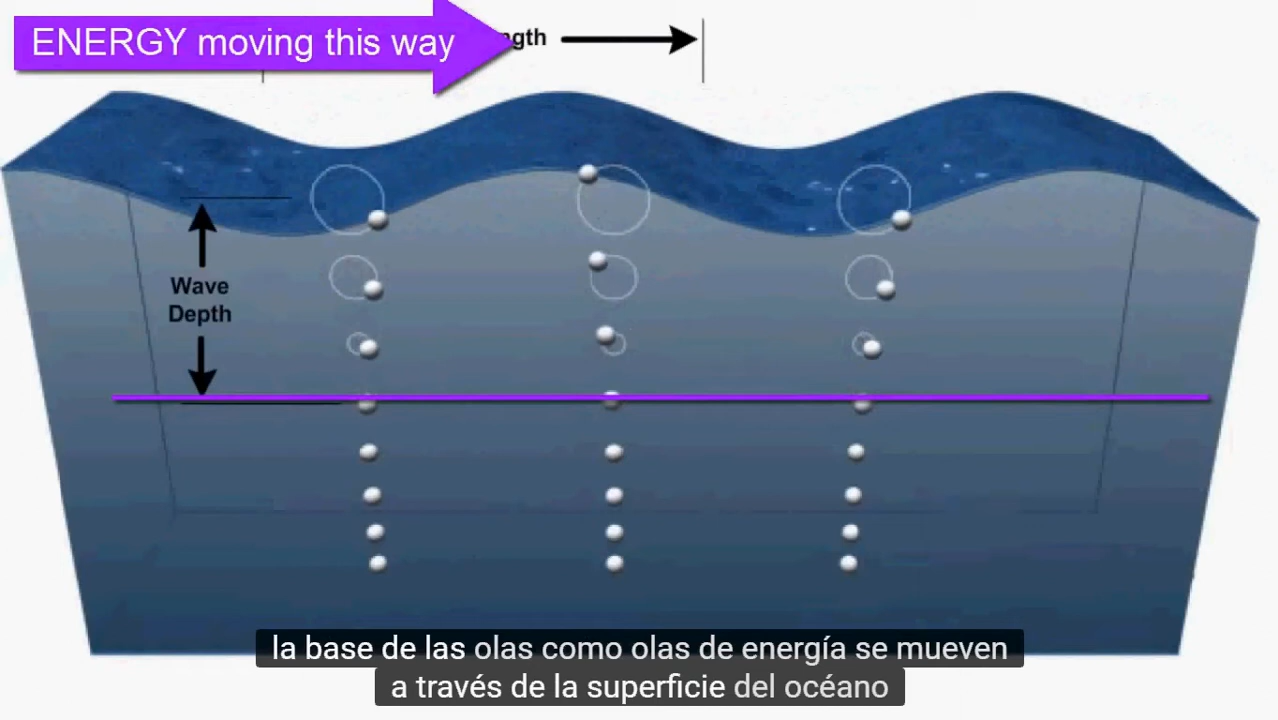 ENERGY moving this way
Wave
Depth
la base de las olas como olas de energía se mueven
a través de la superficie del océano